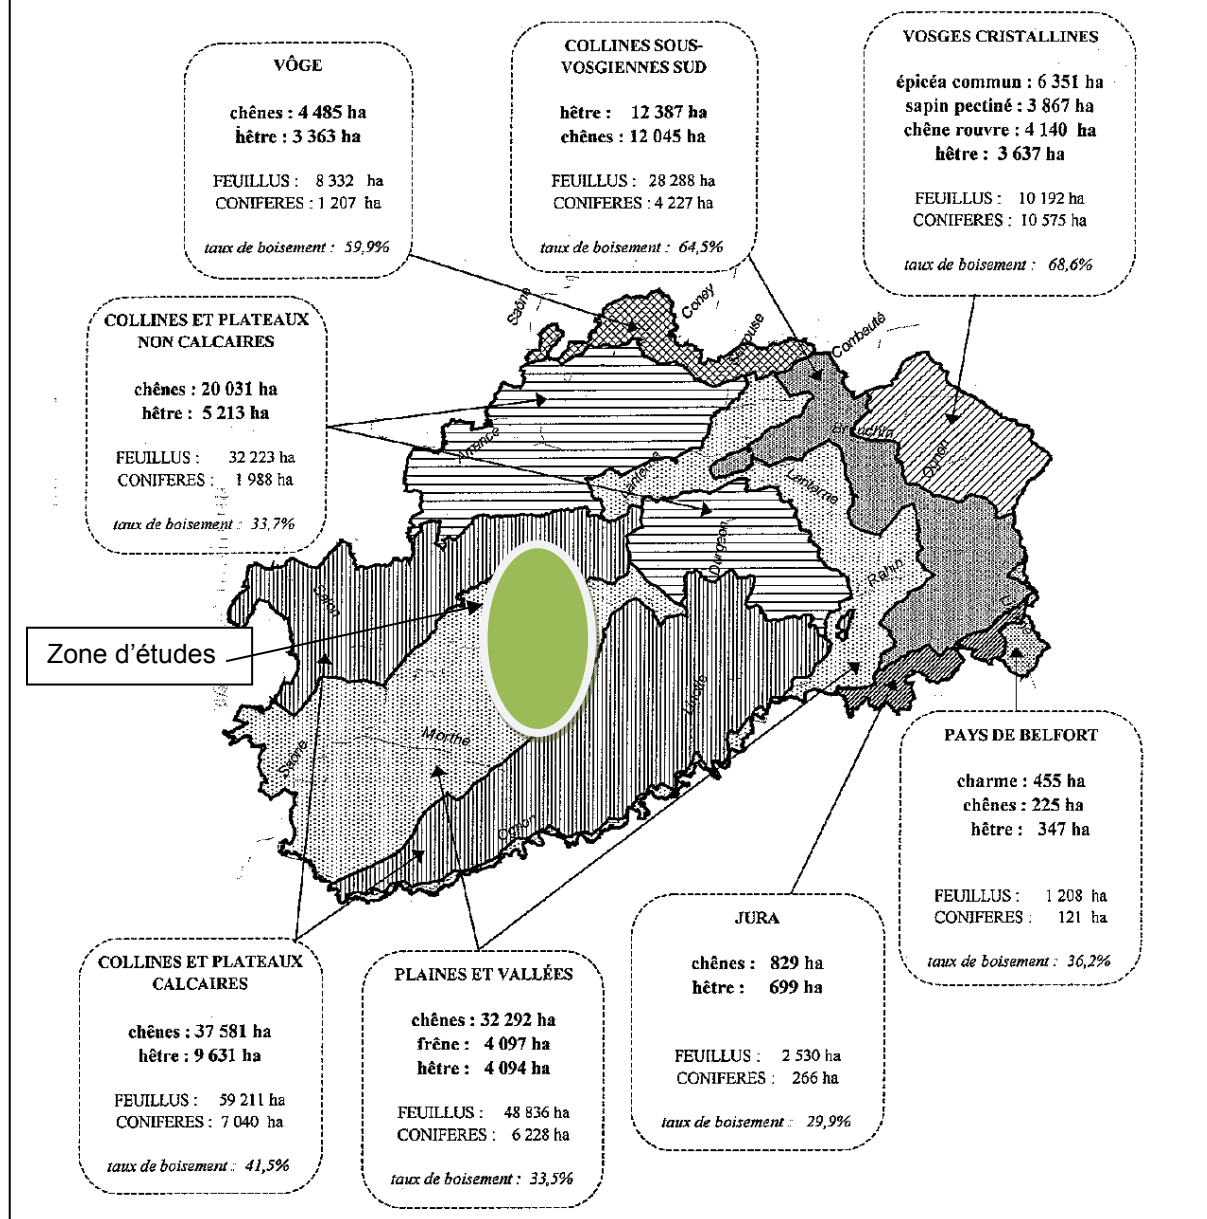 VÔGE
chênes : 4 485 ha
hêtre : 3 363 ha
FEUILLUS : 8 332 ha
CONIFERES : 1 207 ha
taux de boisement : 59,9%
COLLINES SOUS-
VOSGIENNES SUD
hêtre : 12 387 ha
chênes : 12 045 ha
FEUILLUS : 28 288 ha
CONIFERES : 4 227 ha
taux de boisement : 64,5%
VOSGES CRISTALLINES
épicéa commun : 6 351 ha
sapin pectiné : 3 867 ha
chêne rouvre : 4 140 ha
hêtre : 3 637 ha
FEUILLUS : 10 192 ha
CONIFERES : 10 575 ha
taux de boisement : 68,6%
COLLINES ET PLATEAUX
NON CALCAIRES
chênes : 20 031 ha
hêtre : 5 213 ha
FEUILLUS : 32 223 ha
CONIFERES : 1 988 ha
taux de boisement : 33,7%
Saône
Coney
Combeauté
Breuchin
Ognon
Lanterne
Lanterne
Durgeon
Rahin
Salon
Zone d'études
Linotte
Morthe
Saône
Ognon
PAYS DE BELFORT
charme : 455 ha
chênes : 225 ha
hêtre : 347 ha
FEUILLUS : 1 208 ha
CONIFERES : 121 ha
taux de boisement : 36,2%
COLLINES ET PLATEAUX
CALCAIRES
chênes : 37 581 ha
hêtre : 9 631 ha
FEUILLUS : 59 211 ha
CONIFERES : 7 040 ha
taux de boisement : 41,5%
PLAINES ET VALLÉES
chênes : 32 292 ha
frêne : 4 097 ha
hêtre : 4 094 ha
FEUILLUS : 48 836 ha
CONIFERES : 6 228 ha
taux de boisement : 33,5%
JURA
chênes : 829 ha
hêtre : 699 ha
FEUILLUS : 2 530 ha
CONIFERES : 266 ha
taux de boisement : 29,9%